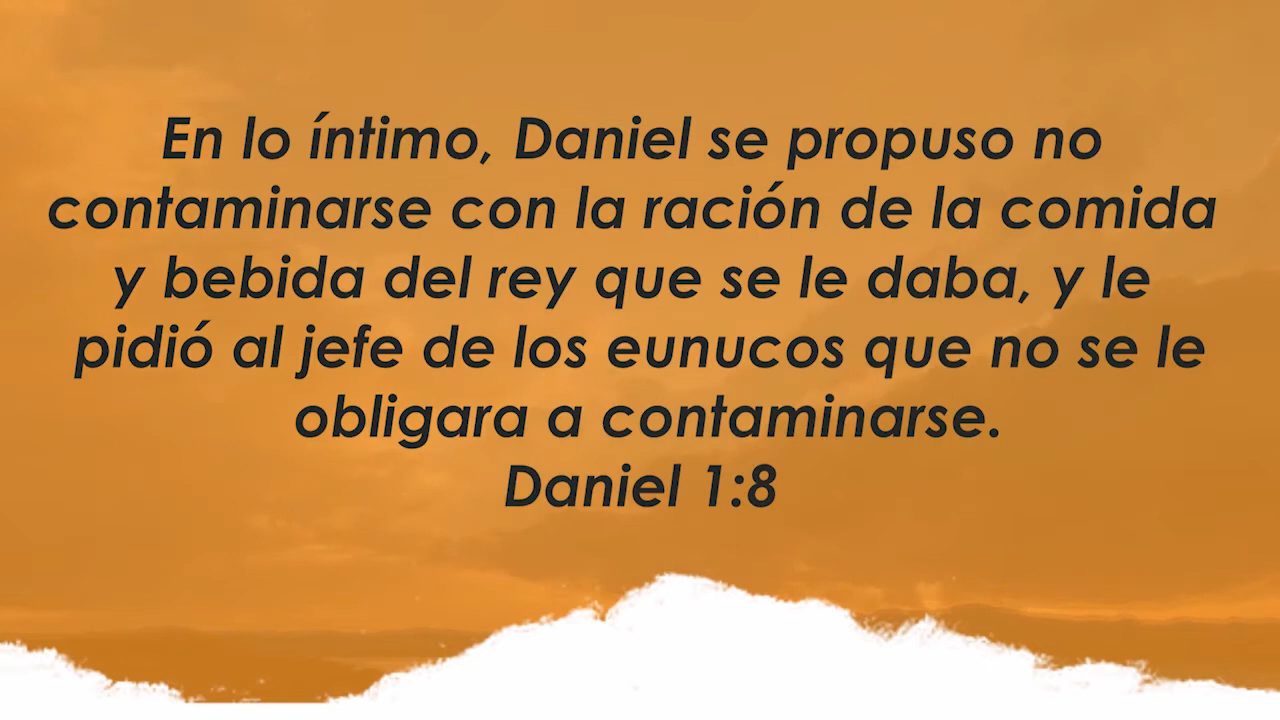 En lo íntimo, Daniel se propuso no
contaminarse con la ración de la comida
y bebida del rey que se le daba, y le
pidió al jefe de los eunucos que no se le
obligara a contaminarse.
Daniel 1:8